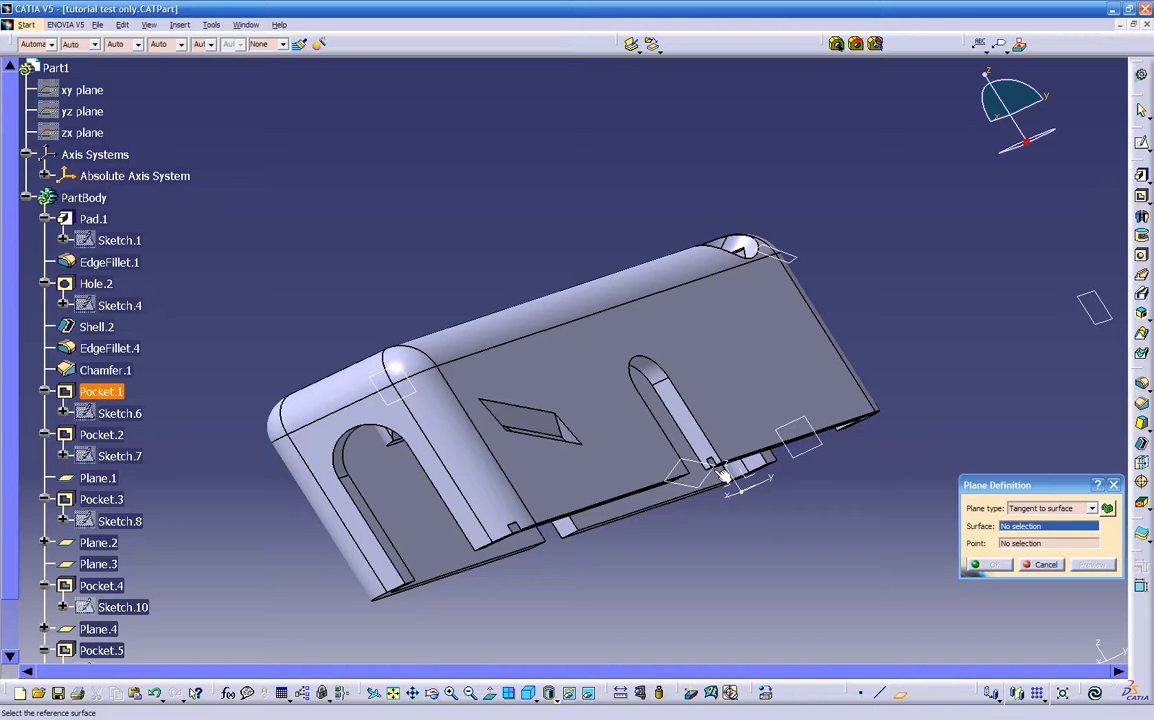 CATIA V5 - [tutorial test only.CATPart]
Start ENOVIA V5 File Edit View Insert Tools Window Help
Automa Auto Auto Auto Aut Aut None
Part1
xy plane
yz plane
zx plane
Axis Systems
Absolute Axis System
PartBody
Pad.1
Sketch.1
EdgeFillet.1
Hole.2
Sketch.4
Shell.2
EdgeFillet.4
Chamfer.1
Pocket.1
Sketch.6
Pocket.2
Sketch.7
Plane.1
Pocket.3
Sketch.8
Plane.2
Plane.3
Pocket.4
Sketch.10
Plane.4
Pocket.5
z
y
x
x
y
Plane Definition
Plane type: Tangent to surface
Surface: No selection
Point: No selection
Cancel
z
x
y
CATIA
Select the reference surface